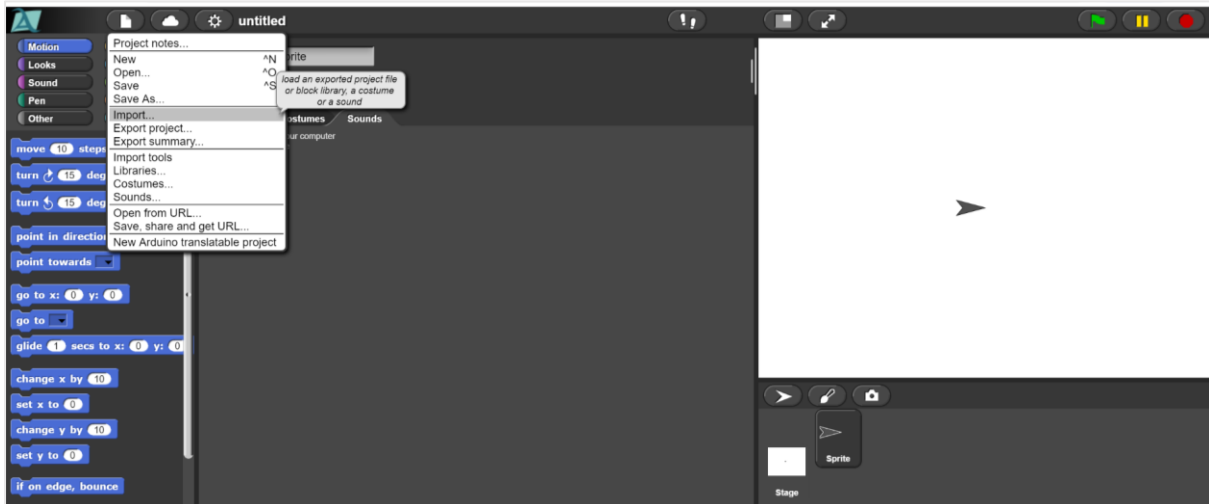 untitled
Motion
Looks
Sound
Pen
Other
Project notes...
New ^N
Open... ^O
Save ^S
Save As...
Import...
Export project...
Export summary...
Import tools
Libraries...
Costumes...
Sounds...
Open from URL...
Save, share and get URL...
New Arduino translatable project
load an exported project file
or block library, a costume
or a sound
Sounds
computer
move 10 steps
turn 15
turn 15
point in direction
point towards
go to x: 0 y: 0
go to
glide 1 secs to x: 0 y: 0
change x by 10
set x to 0
change y by 10
set y to 0
if on edge, bounce
Sprite
Stage